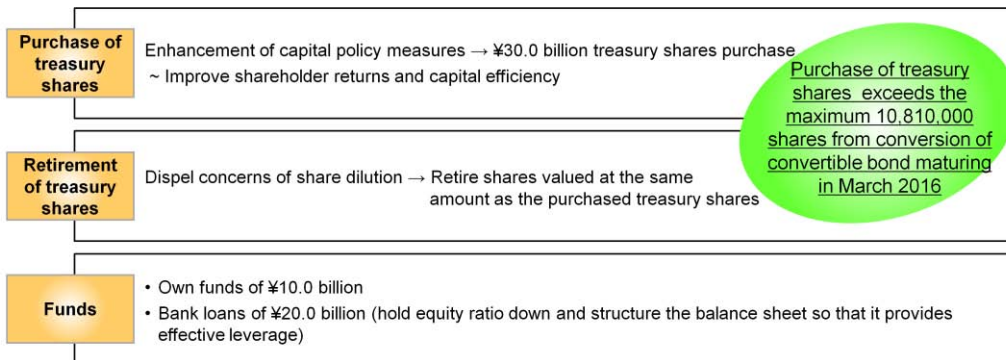 Purchase of
treasury
shares
Enhancement of capital policy measures → ¥30.0 billion treasury shares purchase
~ Improve shareholder returns and capital efficiency
Purchase of treasury
shares exceeds the
maximum 10,810,000
shares from conversion of
convertible bond maturing
in March 2016
Retirement
of treasury
shares
Dispel concerns of share dilution → Retire shares valued at the same
amount as the purchased treasury shares
Funds
• Own funds of ¥10.0 billion
• Bank loans of ¥20.0 billion (hold equity ratio down and structure the balance sheet so that it provides
effective leverage)